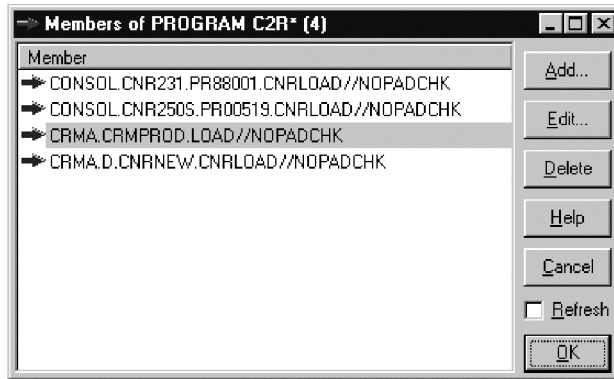 Members of PROGRAM C2R* (4)
Member
CONSOL.CNR231.PR88001.CNRLOAD//NOPADCHK
CONSOL.CNR250S.PR00519.CNRLOAD//NOPADCHK
CRMA.CRMPROD.LOAD//NOPADCHK
CRMA.D.CNRNEW.CNRLOAD//NOPADCHK
Add...
Edit...
Delete
Help
Cancel
Refresh
OK